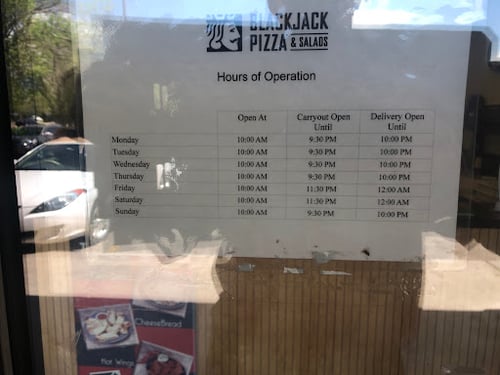 BLACKJACK
PIZZA & SALADS
Hours of Operation
Open At Carryout Open Until Delivery Open Until
Monday 10:00 AM 9:30 PM 10:00 PM
Tuesday 10:00 AM 9:30 PM 10:00 PM
Wednesday 10:00 AM 9:30 PM 10:00 PM
Thursday 10:00 AM 9:30 PM 10:00 PM
Friday 10:00 AM 11:30 PM 12:00 AM
Saturday 10:00 AM 11:30 PM 12:00 AM
Sunday 10:00 AM 9:30 PM 10:00 PM
CheeseBread
Hot Wings